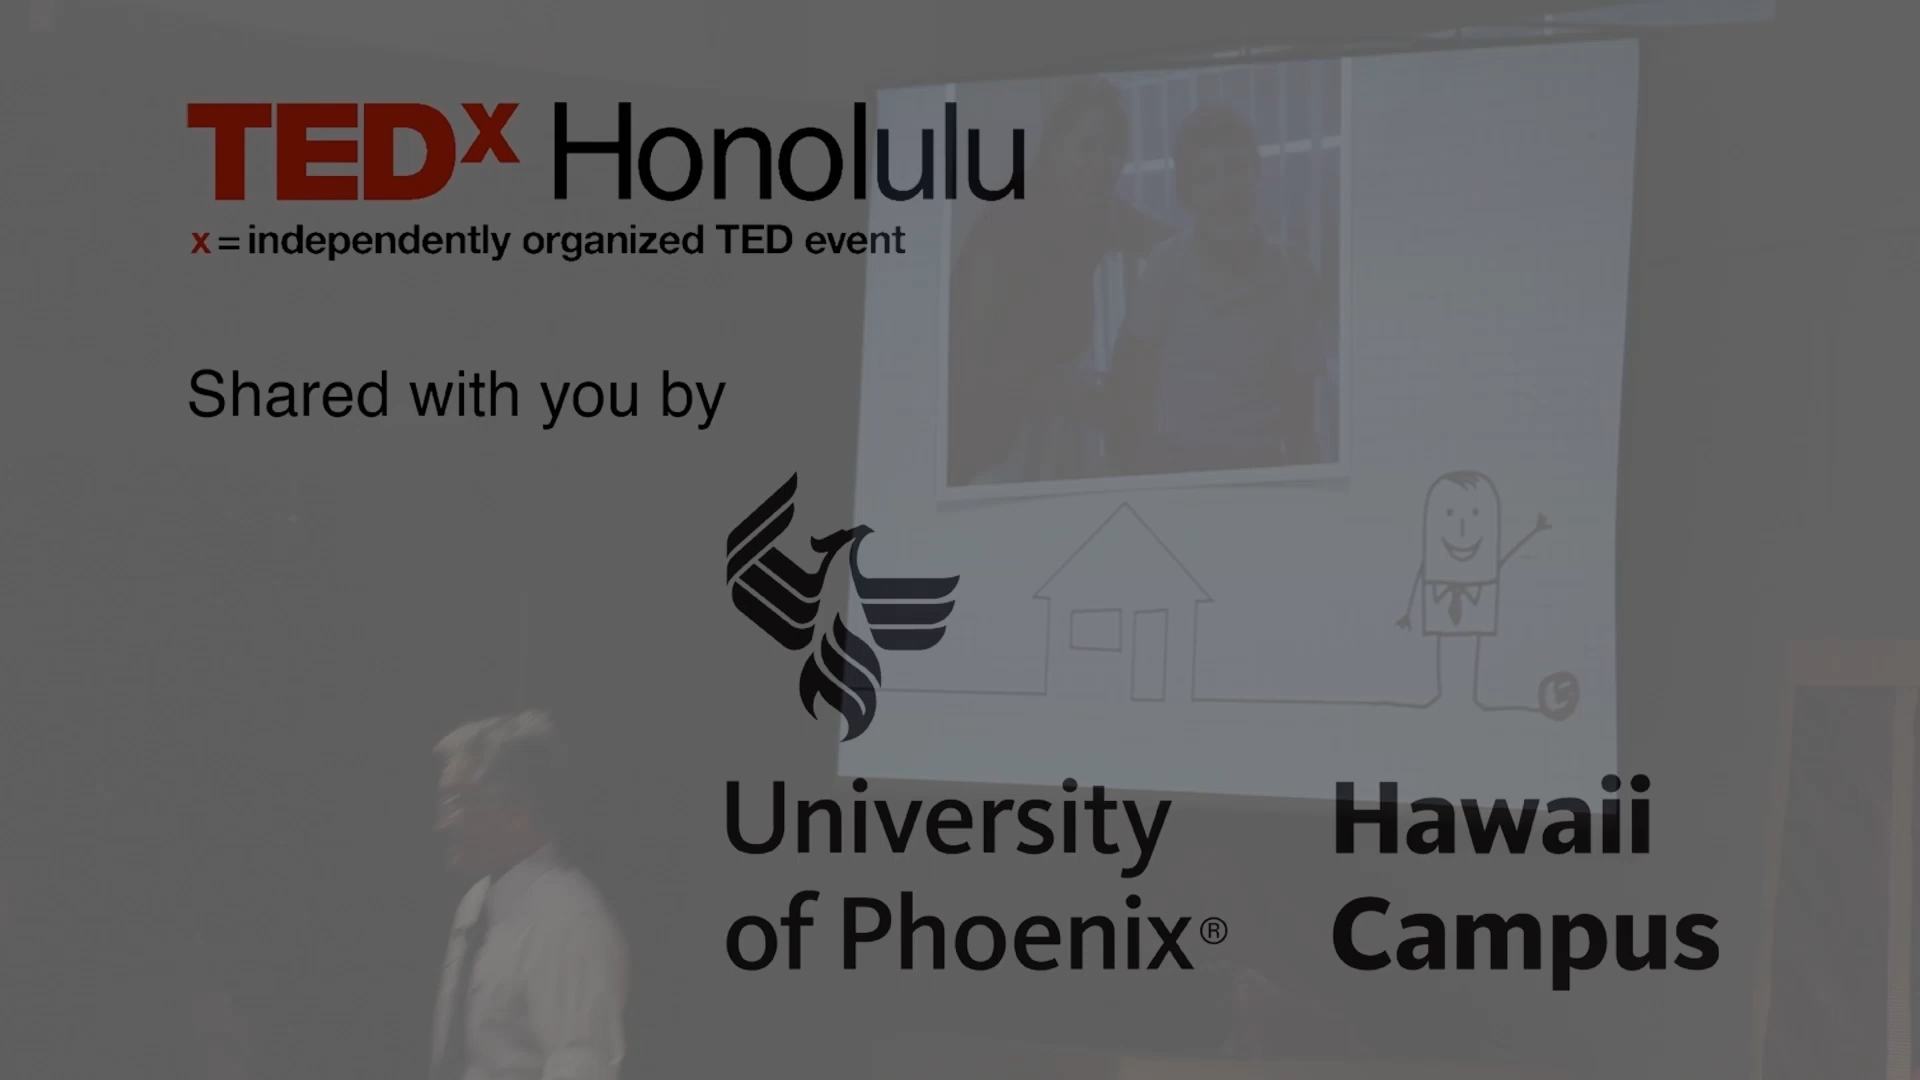 TEDx Honolulu
x = independently organized TED event
Shared with you by
University of Phoenix®
Hawaii Campus